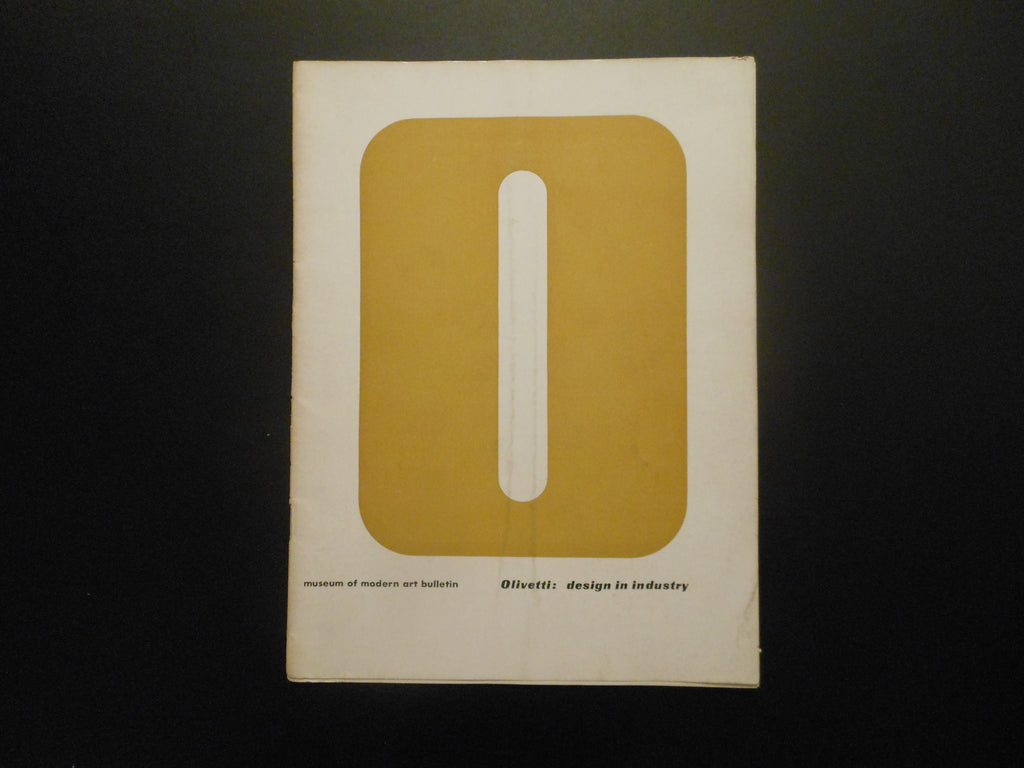 O
museum of modern art bulletin
Olivetti: design in industry